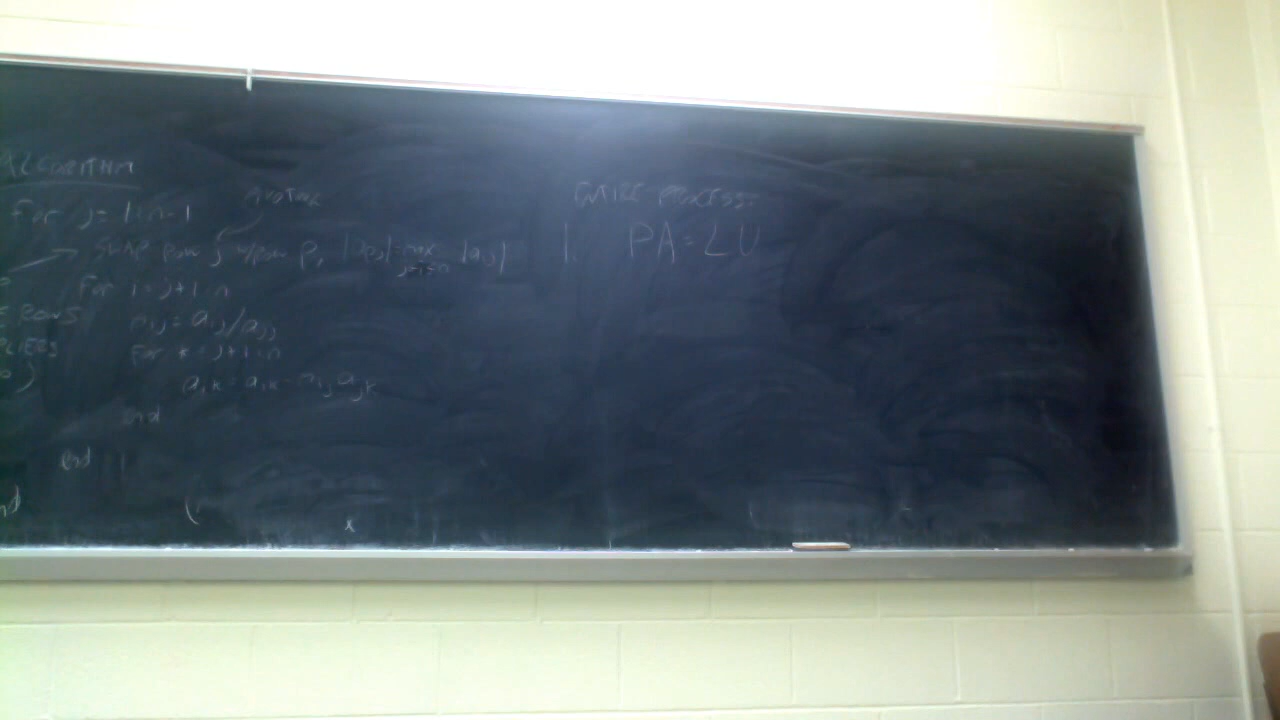 ALGORITHM
for j = 1:n-1
PIVOTING
SWAP row j w/row p, |a_pj| = max |a_ij|
for i = j+1:n
ROWS
a_ij = a_ij/a_jj
for k = j+1:n
a_ik = a_ik - a_ij a_jk
end
end
ENTIRE PROCESS:
1. PA = LU